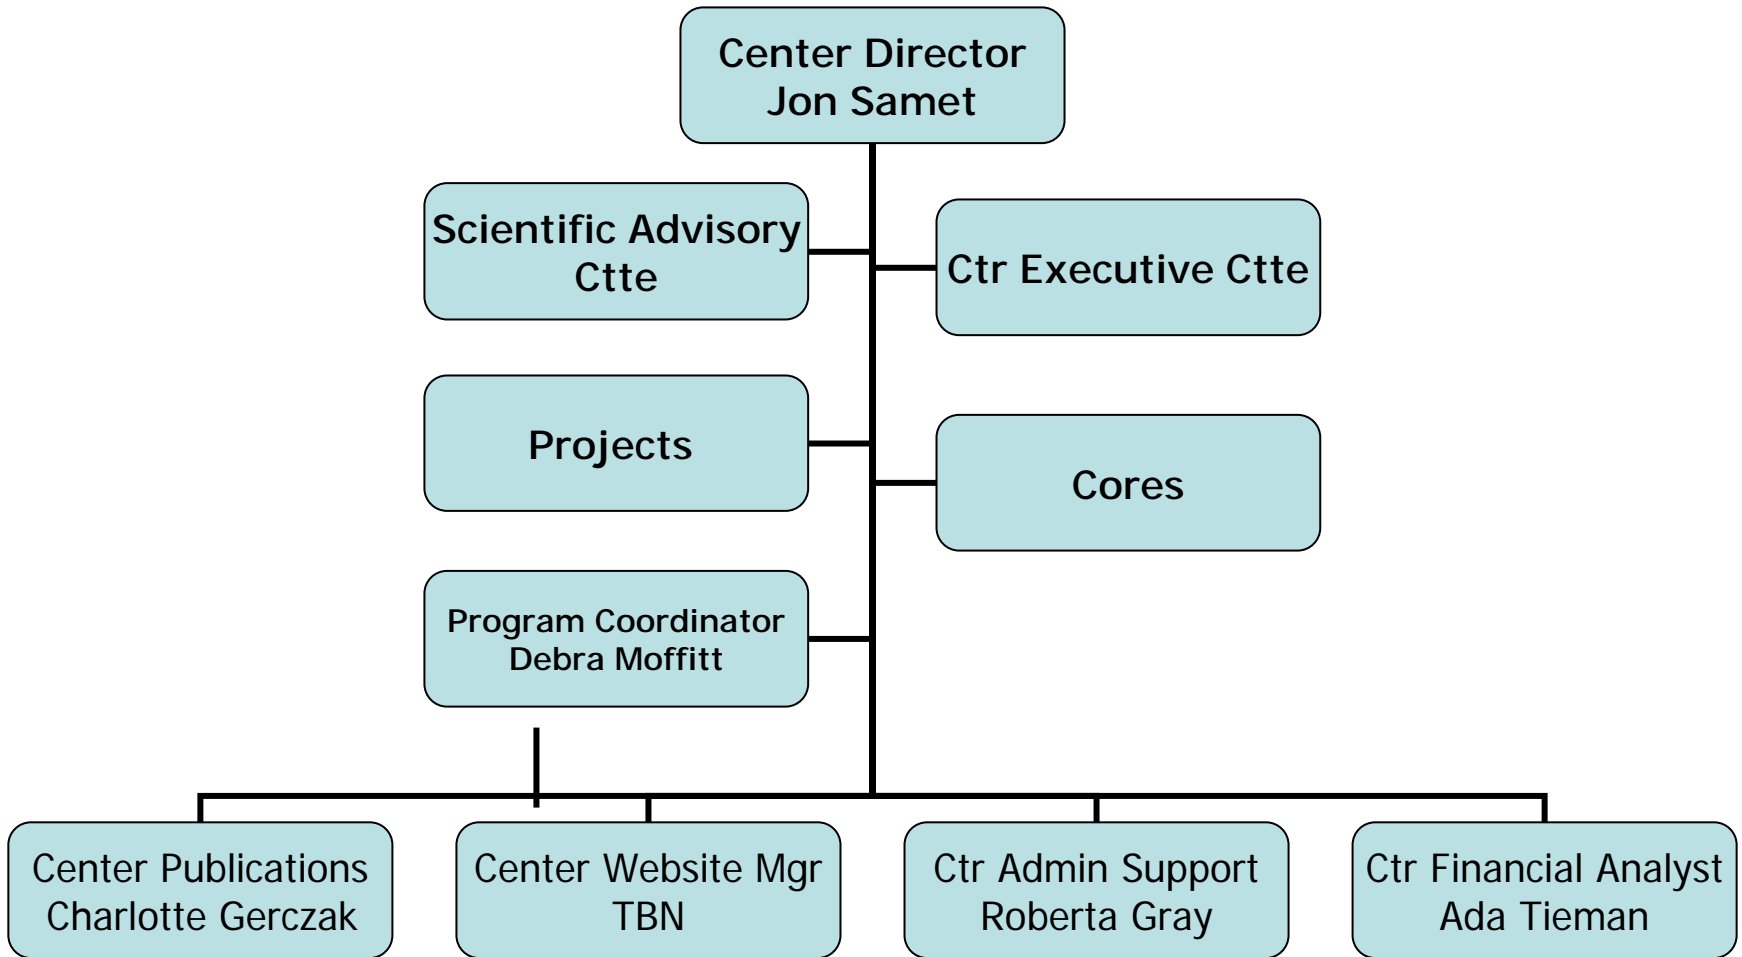 Center Director
Jon Samet
Scientific Advisory
Ctte
Ctr Executive Ctte
Projects
Cores
Program Coordinator
Debra Moffitt
Center Publications
Charlotte Gerczak
Center Website Mgr
TBN
Ctr Admin Support
Roberta Gray
Ctr Financial Analyst
Ada Tieman